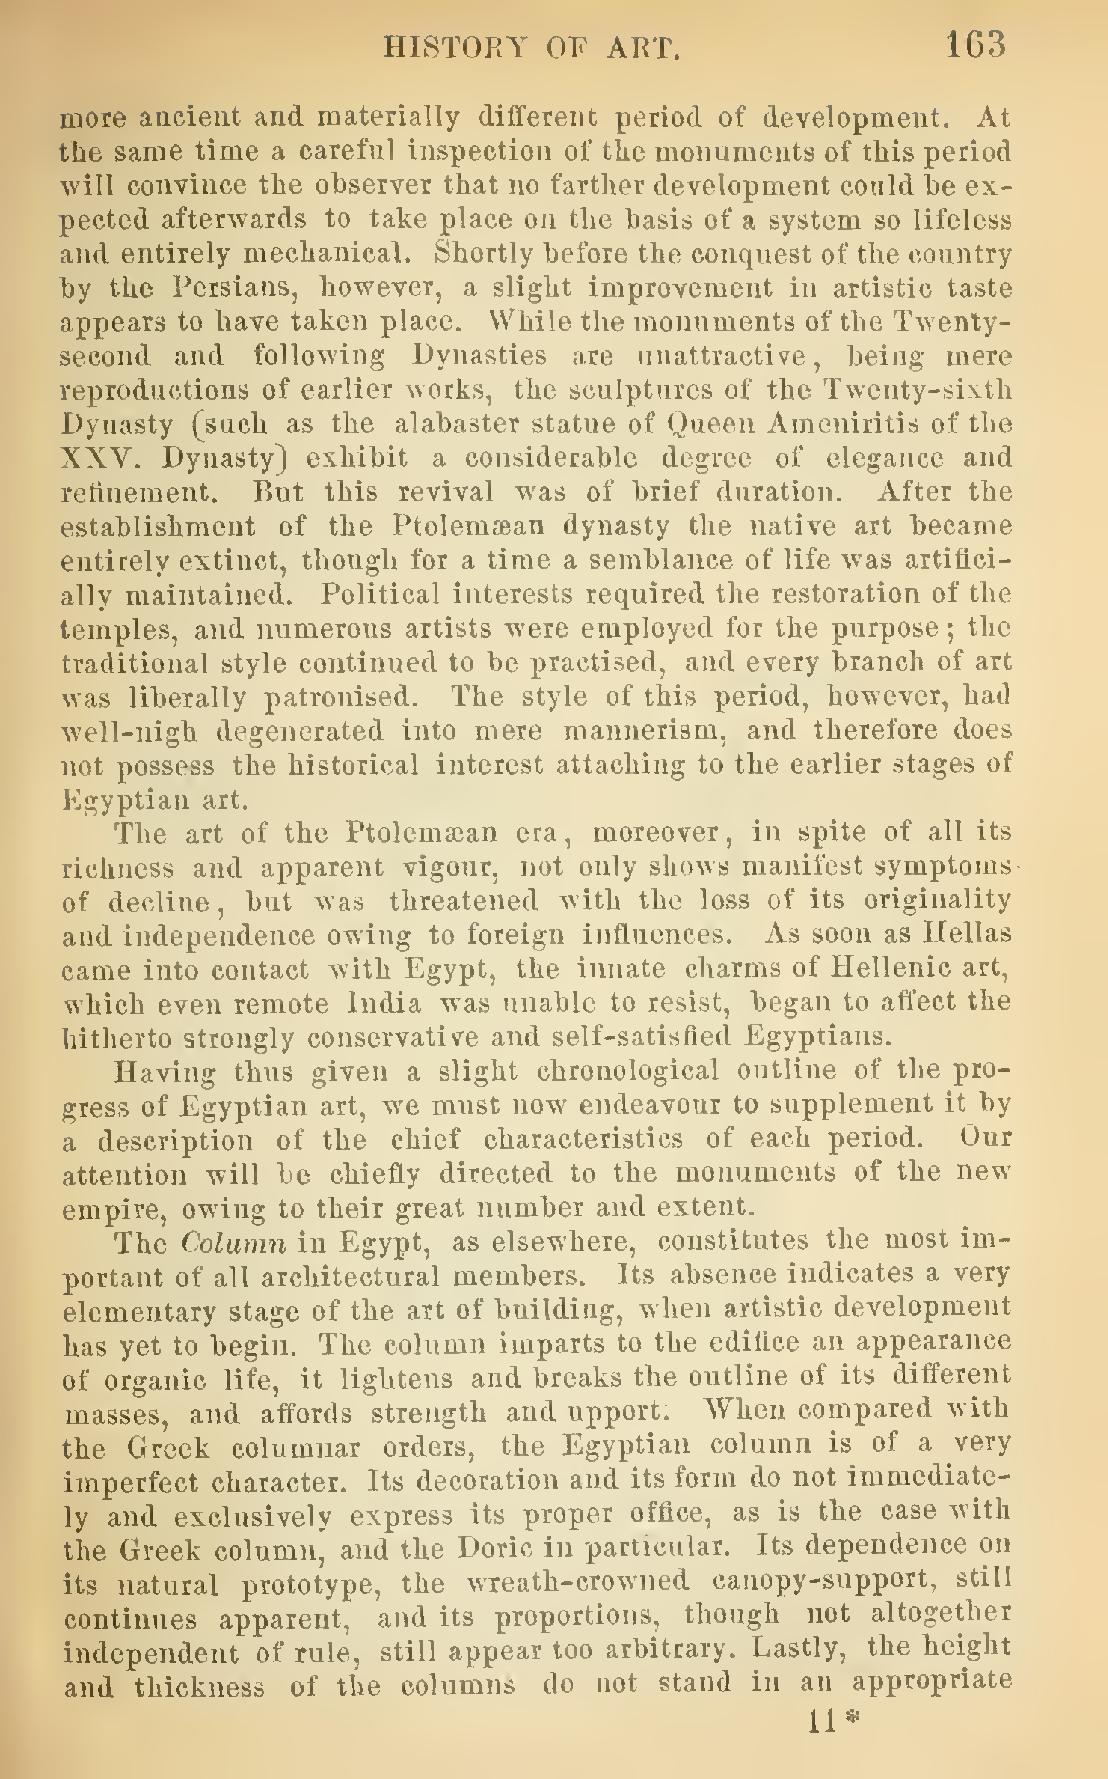 HISTORY OF ART. 163
more ancient and materially different period of development. At
the same time a careful inspection of the monuments of this period
will convince the observer that no farther development could be ex-
pected afterwards to take place on the basis of a system so lifeless
and entirely mechanical. Shortly before the conquest of the country
by the Persians, however, a slight improvement in artistic taste
appears to have taken place. While the monuments of the Twenty-
second and following Dynasties are unattractive, being mere
reproductions of earlier works, the sculptures of the Twenty-sixth
Dynasty (such as the alabaster statue of Queen Ameniritis of the
XXV. Dynasty) exhibit a considerable degree of elegance and
refinement. But this revival was of brief duration. After the
establishment of the Ptolemæan dynasty the native art became
entirely extinct, though for a time a semblance of life was artifici-
ally maintained. Political interests required the restoration of the
temples, and numerous artists were employed for the purpose; the
traditional style continued to be practised, and every branch of art
was liberally patronised. The style of this period, however, had
well-nigh degenerated into mere mannerism, and therefore does
not possess the historical interest attaching to the earlier stages of
Egyptian art.
The art of the Ptolemæan era, moreover, in spite of all its
richness and apparent vigour, not only shows manifest symptoms
of decline, but was threatened with the loss of its originality
and independence owing to foreign influences. As soon as Hellas
came into contact with Egypt, the innate charms of Hellenic art,
which even remote India was unable to resist, began to affect the
hitherto strongly conservative and self-satisfied Egyptians.
Having thus given a slight chronological outline of the pro-
gress of Egyptian art, we must now endeavour to supplement it by
a description of the chief characteristics of each period. Our
attention will be chiefly directed to the monuments of the new
empire, owing to their great number and extent.
The Column in Egypt, as elsewhere, constitutes the most im-
portant of all architectural members. Its absence indicates a very
elementary stage of the art of building, when artistic development
has yet to begin. The column imparts to the edifice an appearance
of organic life, it lightens and breaks the outline of its different
masses, and affords strength and upport. When compared with
the Greek columnar orders, the Egyptian column is of a very
imperfect character. Its decoration and its form do not immediate-
ly and exclusively express its proper office, as is the case with
the Greek column, and the Doric in particular. Its dependence on
its natural prototype, the wreath-crowned canopy-support, still
continues apparent, and its proportions, though not altogether
independent of rule, still appear too arbitrary. Lastly, the height
and thickness of the columns do not stand in an appropriate
11*